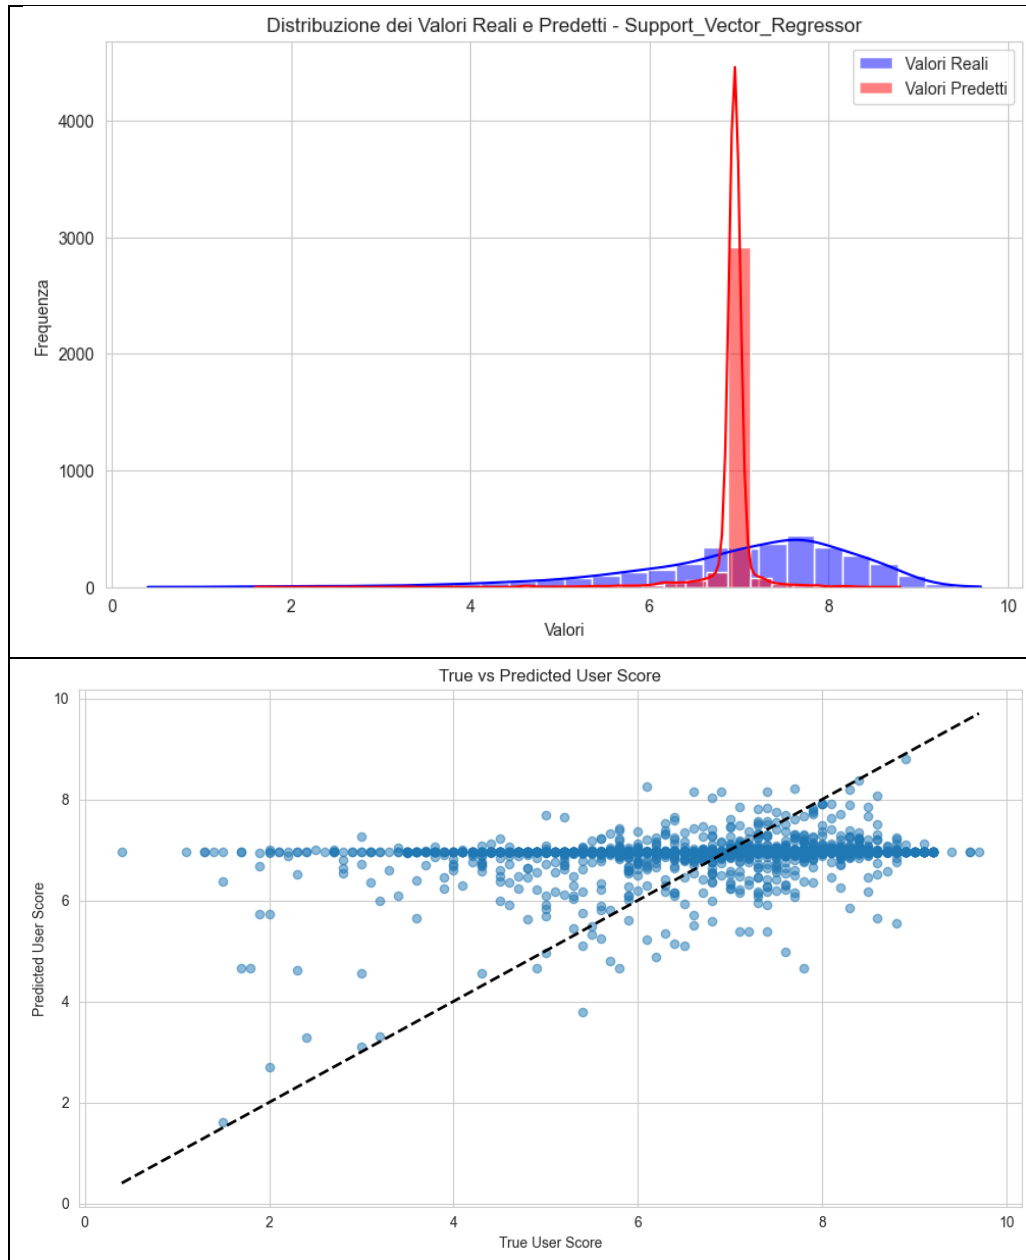 Distribuzione dei Valori Reali e Predetti - Support_Vector_Regressor
Valori Reali
Valori Predetti
4000
3000
2000
1000
0
Frequenza
0 2 4 6 8 10
Valori
True vs Predicted User Score
10
8
6
4
2
0
Predicted User Score
0 2 4 6 8 10
True User Score